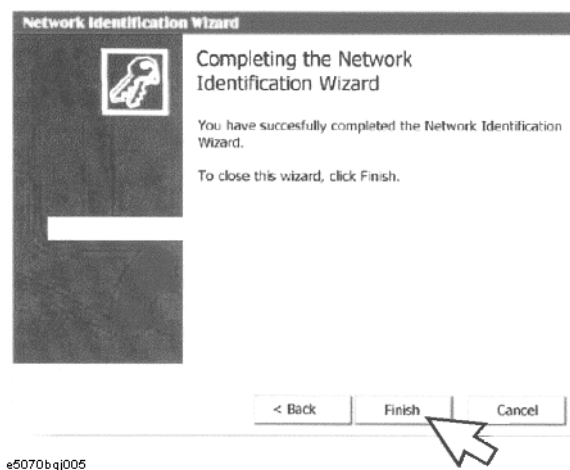 Network Identification Wizard
Completing the Network
Identification Wizard
You have succesfully completed the Network Identification
Wizard.
To close this wizard, click Finish.
< Back
Finish
Cancel
e5070bqj005